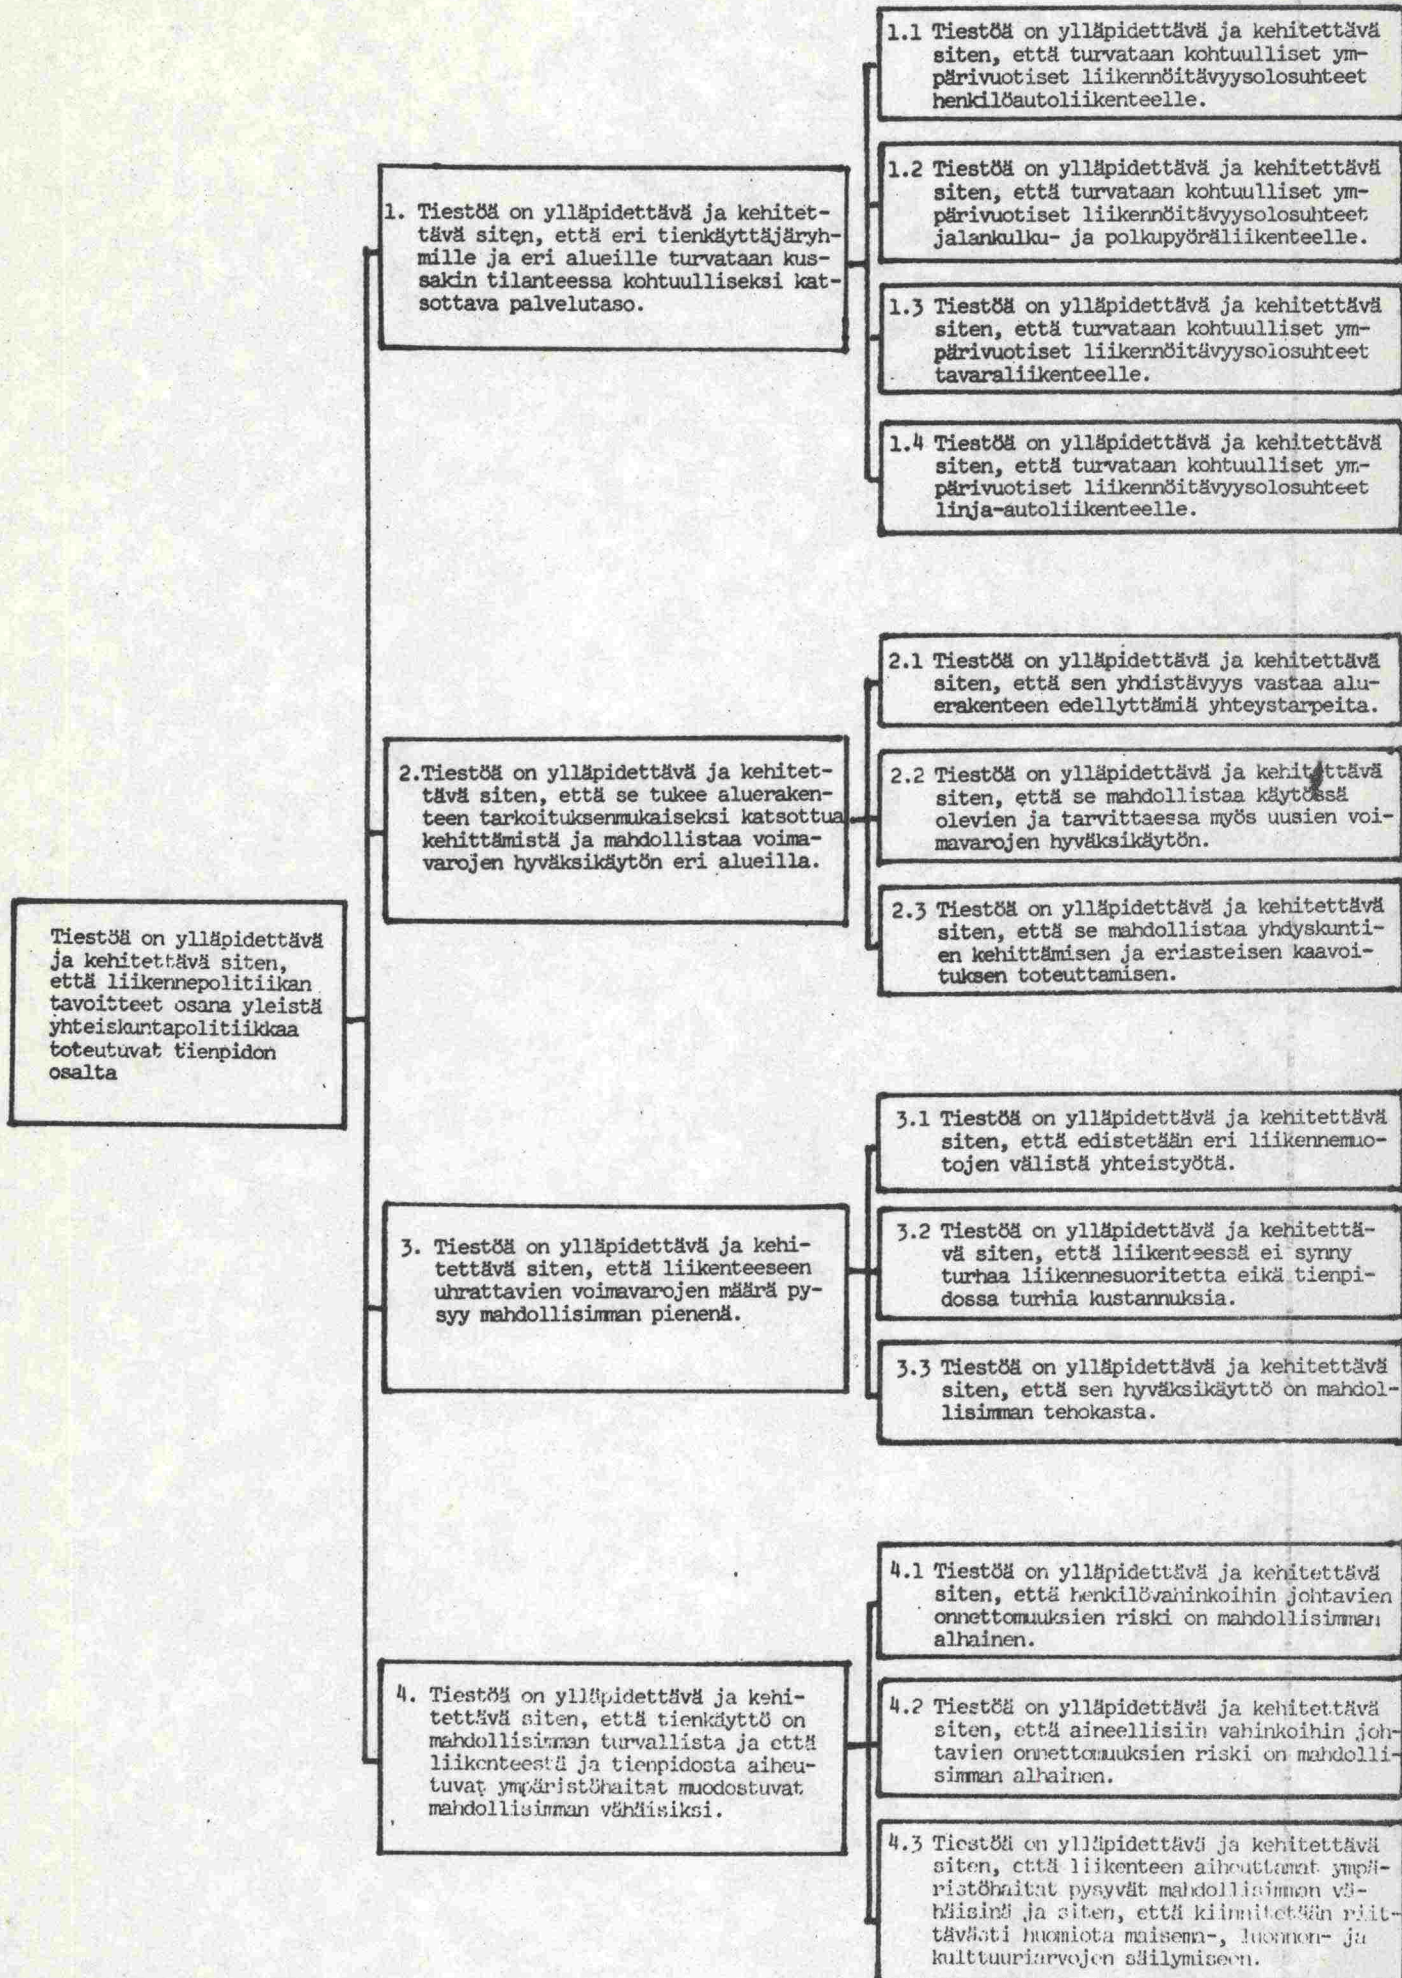 Tiestöä on ylläpidettävä
ja kehitettävä siten,
että liikennepolitiikan
tavoitteet osana yleistä
yhteiskuntapolitiikkaa
toteutuvat tienpidon
osalta
1. Tiestöä on ylläpidettävä ja kehitet-
tävä siten, että eri tienkäyttäjäryh-
mille ja eri alueille turvataan kus-
sakin tilanteessa kohtuulliseksi kat-
sottava palvelutaso.
1.1 Tiestöä on ylläpidettävä ja kehitettävä
siten, että turvataan kohtuulliset ym-
pärivuotiset liikennöitävyysolosuhteet
henkilöautoliikenteelle.
1.2 Tiestöä on ylläpidettävä ja kehitettävä
siten, että turvataan kohtuulliset ym-
pärivuotiset liikennöitävyysolosuhteet
jalankulku- ja polkupyöräliikenteelle.
1.3 Tiestöä on ylläpidettävä ja kehitettävä
siten, että turvataan kohtuulliset ym-
pärivuotiset liikennöitävyysolosuhteet
tavaraliikenteelle.
1.4 Tiestöä on ylläpidettävä ja kehitettävä
siten, että turvataan kohtuulliset ym-
pärivuotiset liikennöitävyysolosuhteet
linja-autoliikenteelle.
2.Tiestöä on ylläpidettävä ja kehitet-
tävä siten, että se tukee alueraken-
teen tarkoituksenmukaiseksi katsottua
kehittämistä ja mahdollistaa voima-
varojen hyväksikäytön eri alueilla.
2.1 Tiestöä on ylläpidettävä ja kehitettävä
siten, että sen yhdistävyys vastaa alu-
erakenteen edellyttämiä yhteystarpeita.
2.2 Tiestöä on ylläpidettävä ja kehitettävä
siten, että se mahdollistaa käytössä
olevien ja tarvittaessa myös uusien voi-
mavarojen hyväksikäytön.
2.3 Tiestöä on ylläpidettävä ja kehitettävä
siten, että se mahdollistaa yhdyskunti-
en kehittämisen ja eriasteisen kaavoi-
tuksen toteuttamisen.
3. Tiestöä on ylläpidettävä ja kehi-
tettävä siten, että liikenteeseen
uhrattavien voimavarojen määrä py-
syy mahdollisimman pienenä.
3.1 Tiestöä on ylläpidettävä ja kehitettävä
siten, että edistetään eri liikennemuo-
tojen välistä yhteistyötä.
3.2 Tiestöä on ylläpidettävä ja kehitettä-
vä siten, että liikenteessä ei synny
turhaa liikennesuoritetta eikä tienpi-
dossa turhia kustannuksia.
3.3 Tiestöä on ylläpidettävä ja kehitettävä
siten, että sen hyväksikäyttö on mahdol-
lisimman tehokasta.
4. Tiestöä on ylläpidettävä ja kehi-
tettävä siten, että tienkäyttö on
mahdollisimman turvallista ja että
liikenteestä ja tienpidosta aiheu-
tuvat ympäristöhaitat muodostuvat
mahdollisimman vähäisiksi.
4.1 Tiestöä on ylläpidettävä ja kehitettävä
siten, että henkilövahinkoihin johtavien
onnettomuuksien riski on mahdollisimman
alhainen.
4.2 Tiestöä on ylläpidettävä ja kehitettävä
siten, että aineellisiin vahinkoihin joh-
tavien onnettomuuksien riski on mahdolli-
simman alhainen.
4.3 Tiestöä on ylläpidettävä ja kehitettävä
siten, että liikenteen aiheuttamat ympä-
ristöhaitat pysyvät mahdollisimman vä-
häisinä ja siten, että kiinnitetään riit-
tävästi huomiota maisema-, luonnon- ja
kulttuuriarvojen säilymiseen.